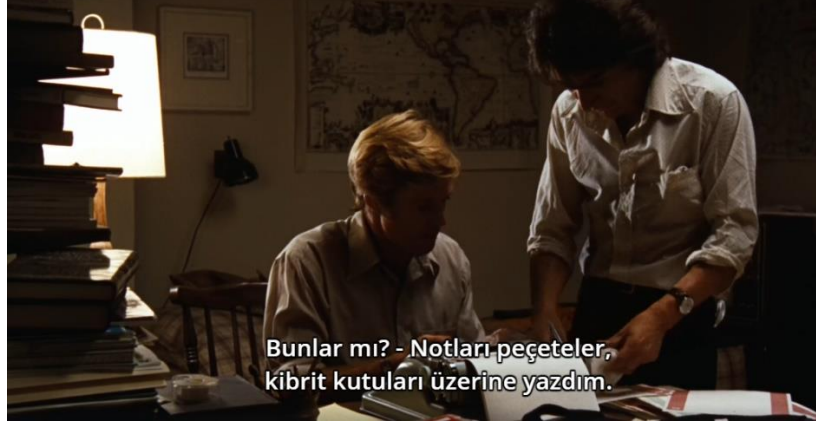 Bunlar mı? - Notları peçeteler,
kibrit kutuları üzerine yazdım.